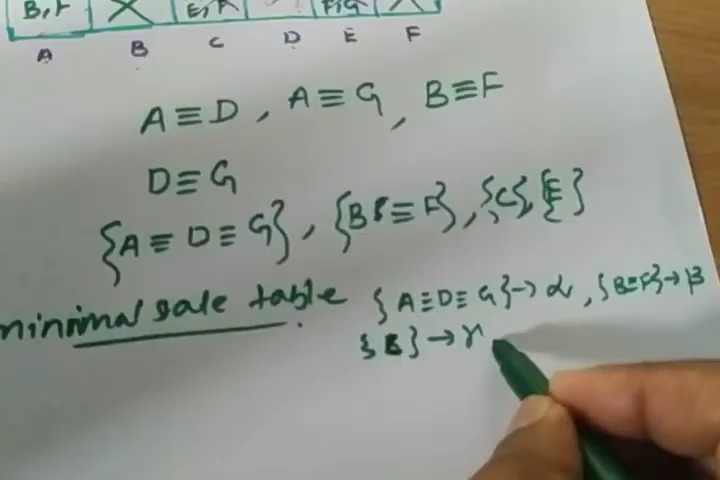 B, F E, F F, G
A B C D E F
A ≡ D , A ≡ G , B ≡ F
D ≡ G
{A ≡ D ≡ G} , {B ≡ F} , {C}, {E}
minimal sale table {A ≡ D ≡ G} → α , {B ≡ F} → β
→ γ